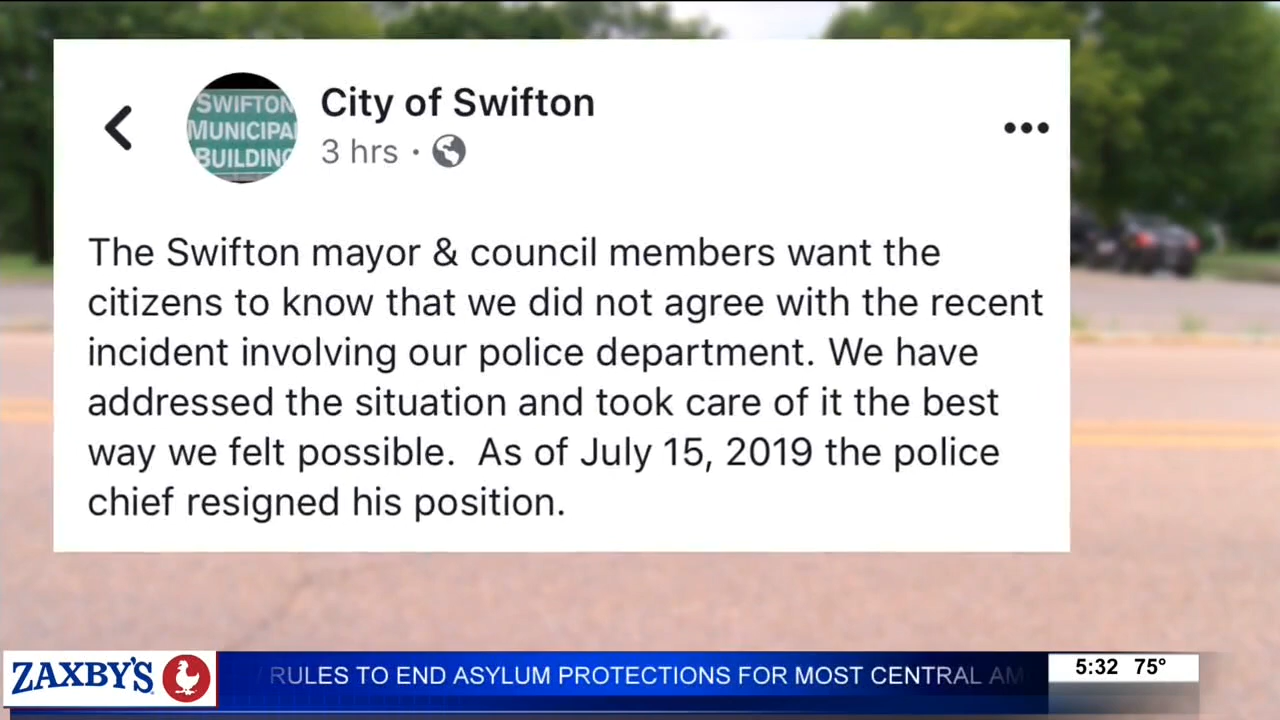 SWIFTON
MUNICIPA
BUILDING
City of Swifton
3 hrs
The Swifton mayor & council members want the
citizens to know that we did not agree with the recent
incident involving our police department. We have
addressed the situation and took care of it the best
way we felt possible.  As of July 15, 2019 the police
chief resigned his position.
ZAXBY'S
RULES TO END ASYLUM PROTECTIONS FOR MOST CENTRAL AM
5:32 75°